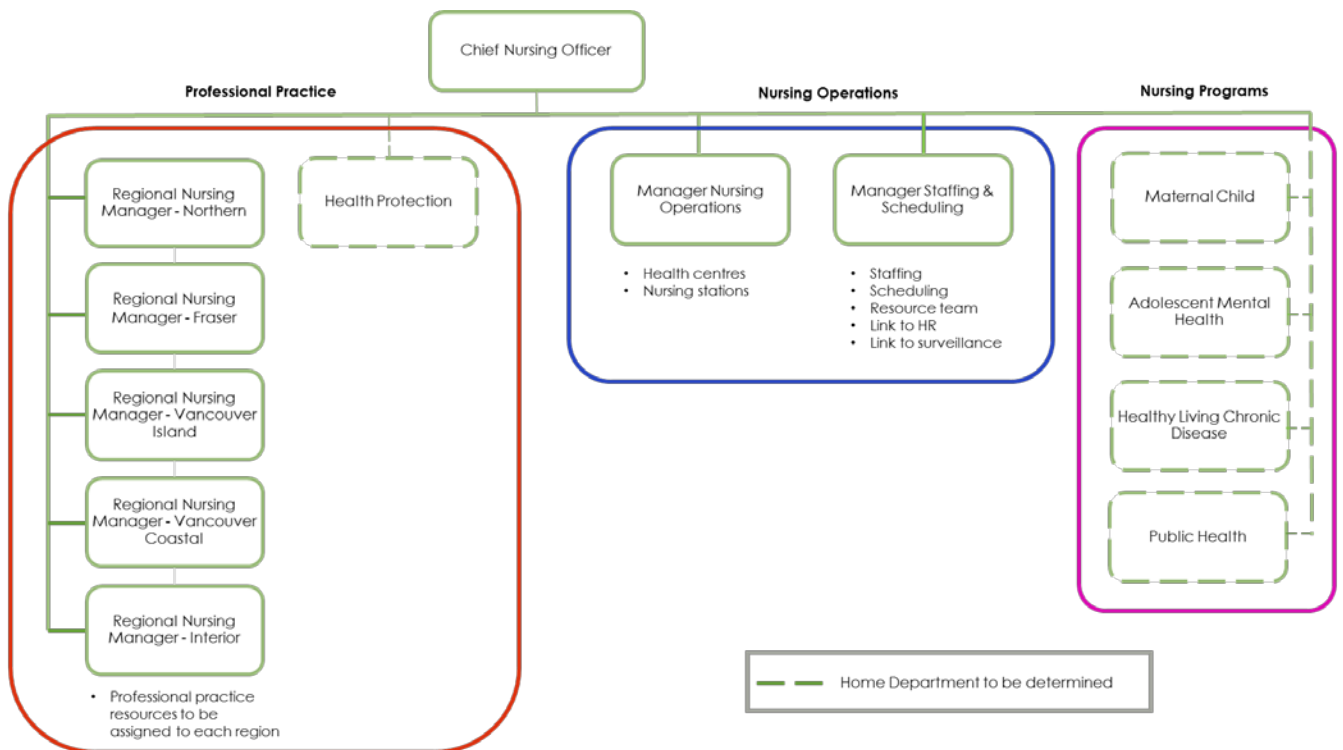 Chief Nursing Officer
Professional Practice
Nursing Operations
Nursing Programs
Regional Nursing
Manager - Northern
Health Protection
Manager Nursing
Operations
Manager Staffing &
Scheduling
Maternal Child
• Health centres
• Nursing stations
• Staffing
• Scheduling
• Resource team
• Link to HR
• Link to surveillance
Regional Nursing
Manager - Fraser
Adolescent Mental
Health
Regional Nursing
Manager - Vancouver
Island
Healthy Living Chronic
Disease
Regional Nursing
Manager - Vancouver
Coastal
Public Health
Regional Nursing
Manager - Interior
• Professional practice
resources to be
assigned to each region
Home Department to be determined